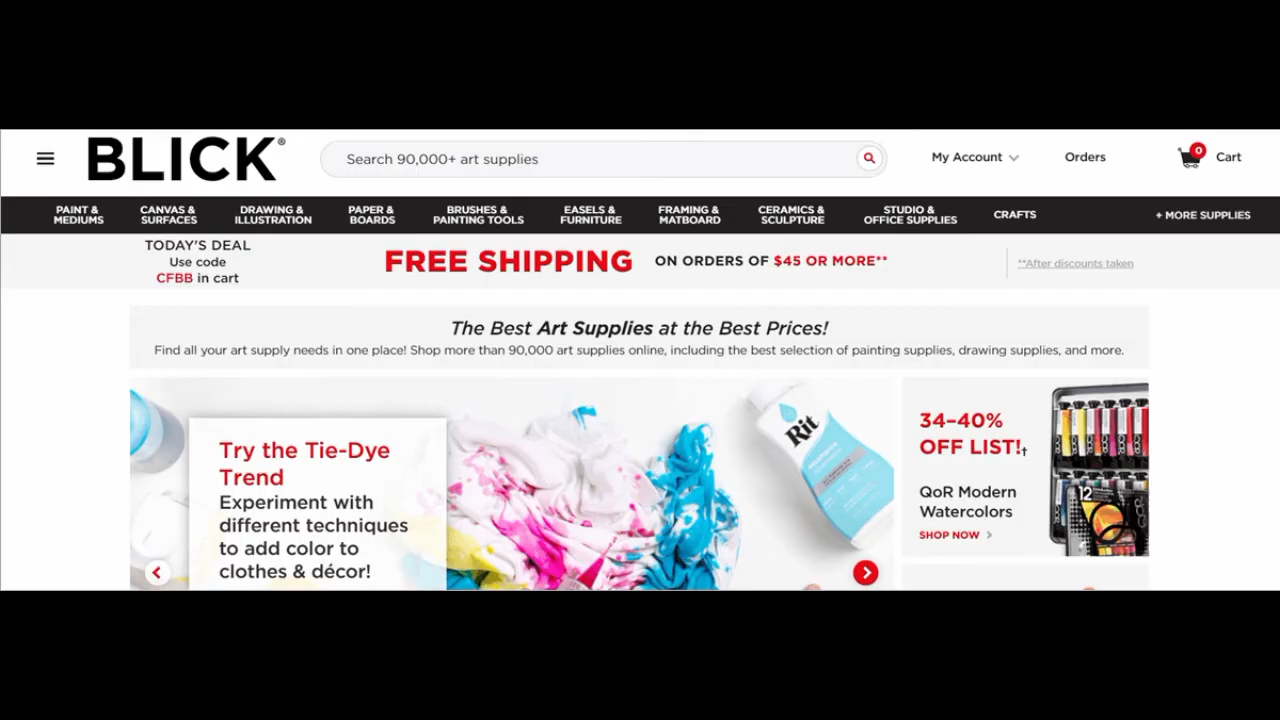 BLICK®
Search 90,000+ art supplies
My Account
Orders
0
Cart
PAINT &
MEDIUMS
CANVAS &
SURFACES
DRAWING &
ILLUSTRATION
PAPER &
BOARDS
BRUSHES &
PAINTING TOOLS
EASELS &
FURNITURE
FRAMING &
MATBOARD
CERAMICS &
SCULPTURE
STUDIO &
OFFICE SUPPLIES
CRAFTS
+ MORE SUPPLIES
TODAY'S DEAL
Use code
CFBB in cart
FREE SHIPPING ON ORDERS OF $45 OR MORE**
**After discounts taken
The Best Art Supplies at the Best Prices!
Find all your art supply needs in one place! Shop more than 90,000 art supplies online, including the best selection of painting supplies, drawing supplies, and more.
Try the Tie-Dye
Trend
Experiment with
different techniques
to add color to
clothes & décor!
Rit
34–40%
OFF LIST!†
QoR Modern
Watercolors
SHOP NOW
12